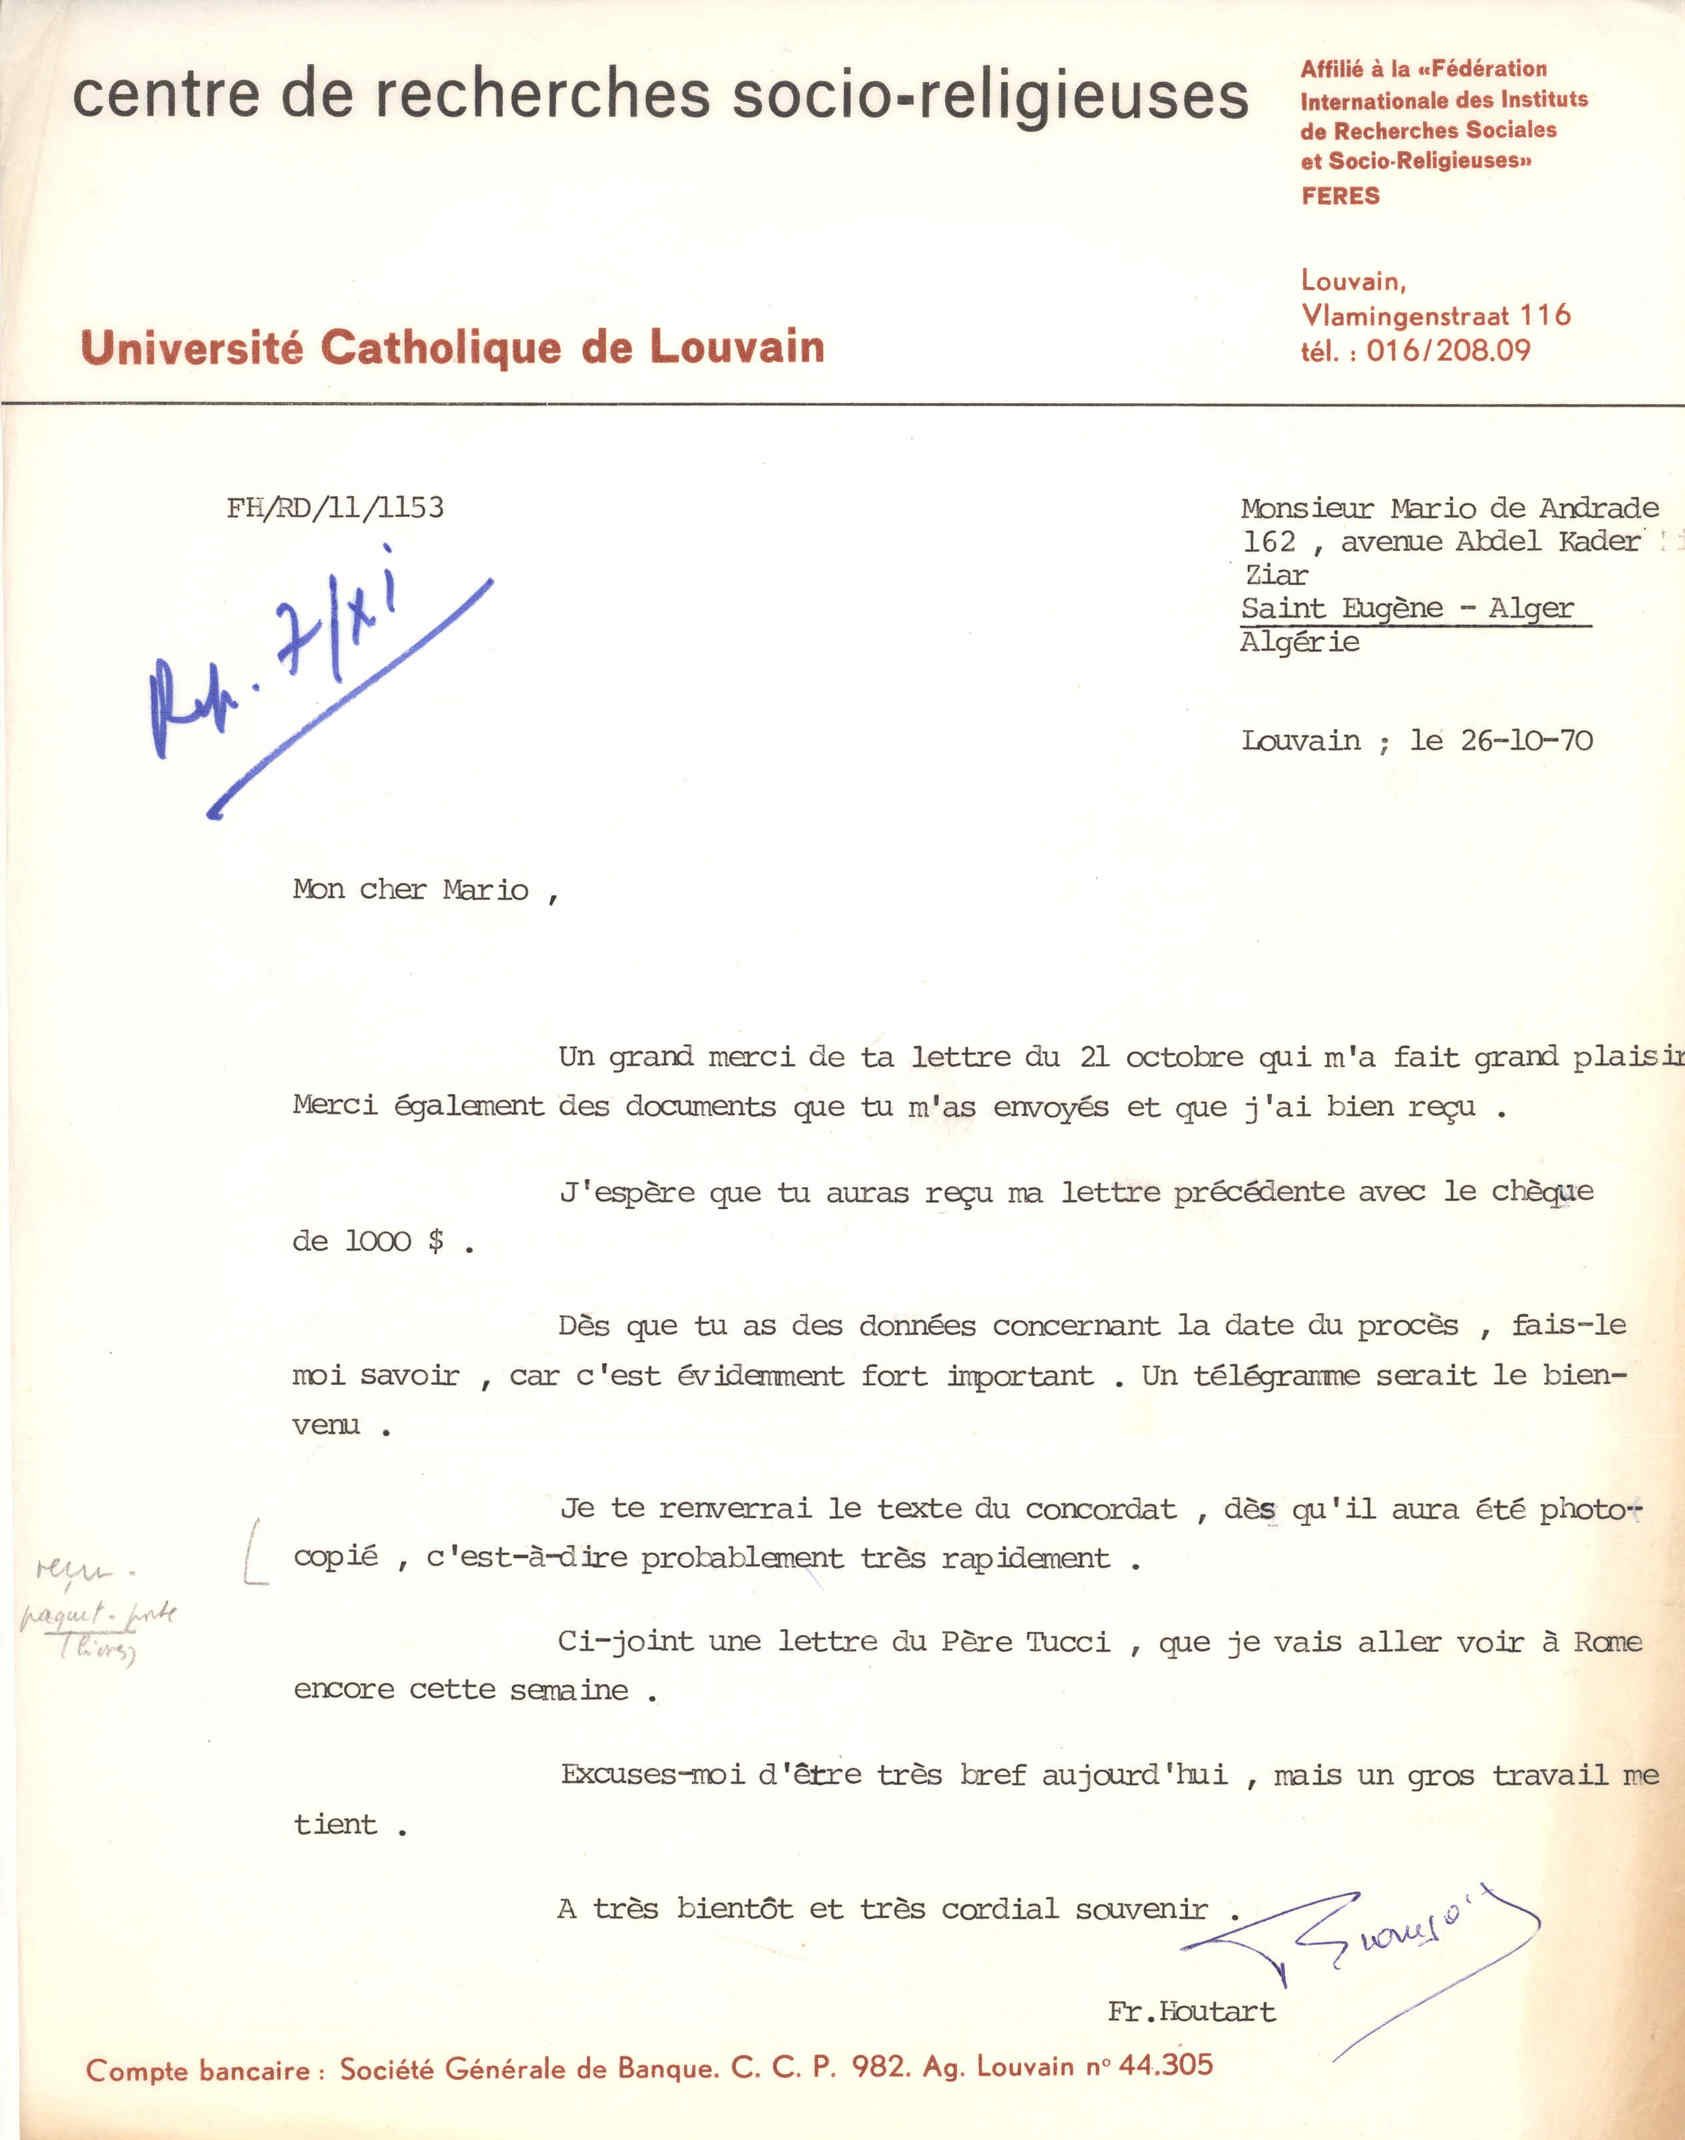 centre de recherches socio-religieuses
Affilié à la «Fédération
Internationale des Instituts
de Recherches Sociales
et Socio-Religieuses»
FERES
Université Catholique de Louvain
Louvain,
Vlamingenstraat 116
tél. : 016/208.09
FH/RD/11/1153
Rep. 7/xi
Monsieur Mario de Andrade
162 , avenue Abdel Kader
Ziar
Saint Eugène - Alger
Algérie
Louvain ; le 26-10-70
Mon cher Mario ,
Un grand merci de ta lettre du 21 octobre qui m'a fait grand plaisir
Merci également des documents que tu m'as envoyés et que j'ai bien reçu .
J'espère que tu auras reçu ma lettre précédente avec le chèque
de 1000 $ .
Dès que tu as des données concernant la date du procès , fais-le
moi savoir , car c'est évidemment fort important . Un télégramme serait le bien-
venu .
Je te renverrai le texte du concordat , dès qu'il aura été photo-
copié , c'est-à-dire probablement très rapidement .
reçu .
paquet
Ci-joint une lettre du Père Tucci , que je vais aller voir à Rome
encore cette semaine .
Excuses-moi d'être très bref aujourd'hui , mais un gros travail me
tient .
A très bientôt et très cordial souvenir .
François
Fr.Houtart
Compte bancaire : Société Générale de Banque. C. C. P. 982. Ag. Louvain nº 44.305